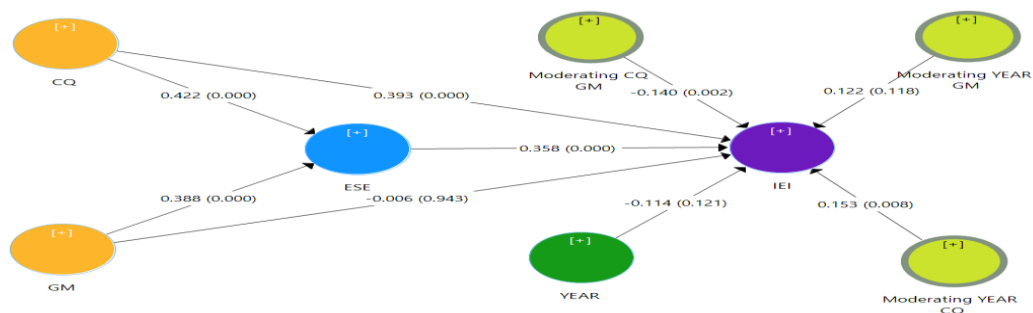 [+]
CQ
[+]
Moderating CQ
GM
[+]
Moderating YEAR
GM
0.422 (0.000)
0.393 (0.000)
-0.140 (0.002)
0.122 (0.118)
[+]
ESE
0.358 (0.000)
[+]
IEI
0.388 (0.000)
-0.006 (0.943)
-0.114 (0.121)
0.153 (0.008)
[+]
GM
[+]
YEAR
[+]
Moderating YEAR
CQ